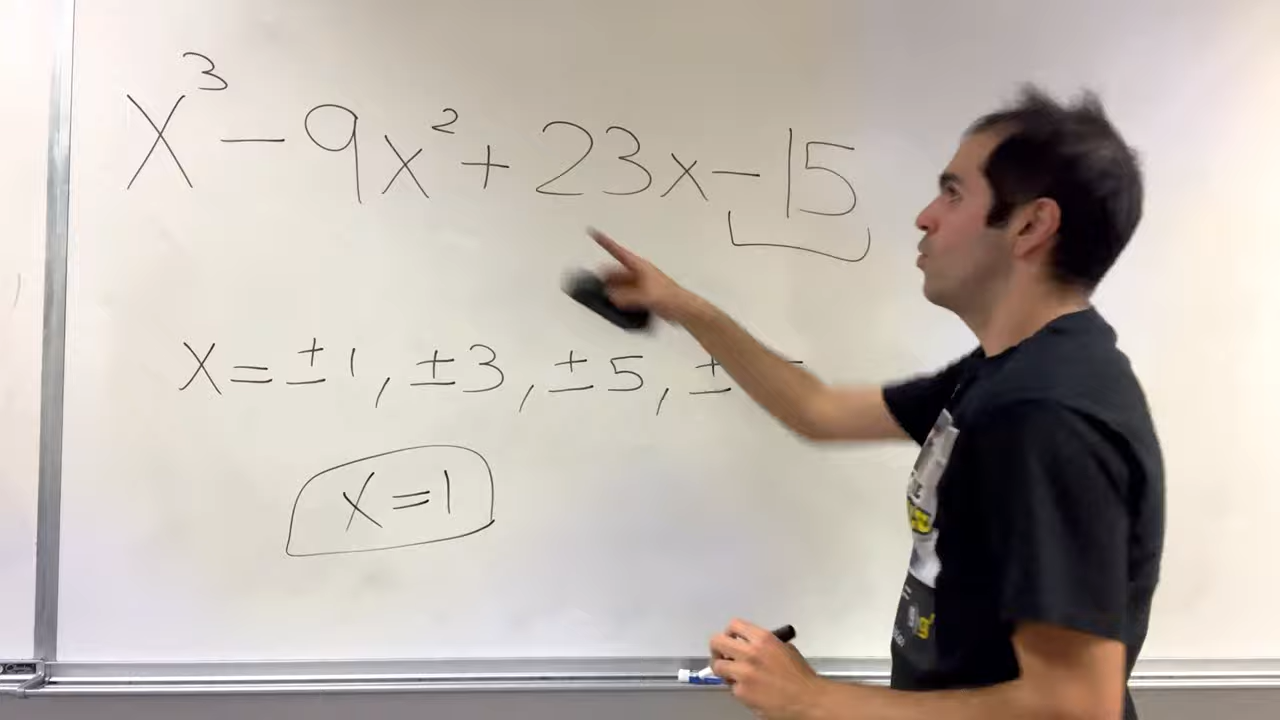 x³ - 9x² + 23x - 15
x = ±1, ±3, ±5, ±
x = 1